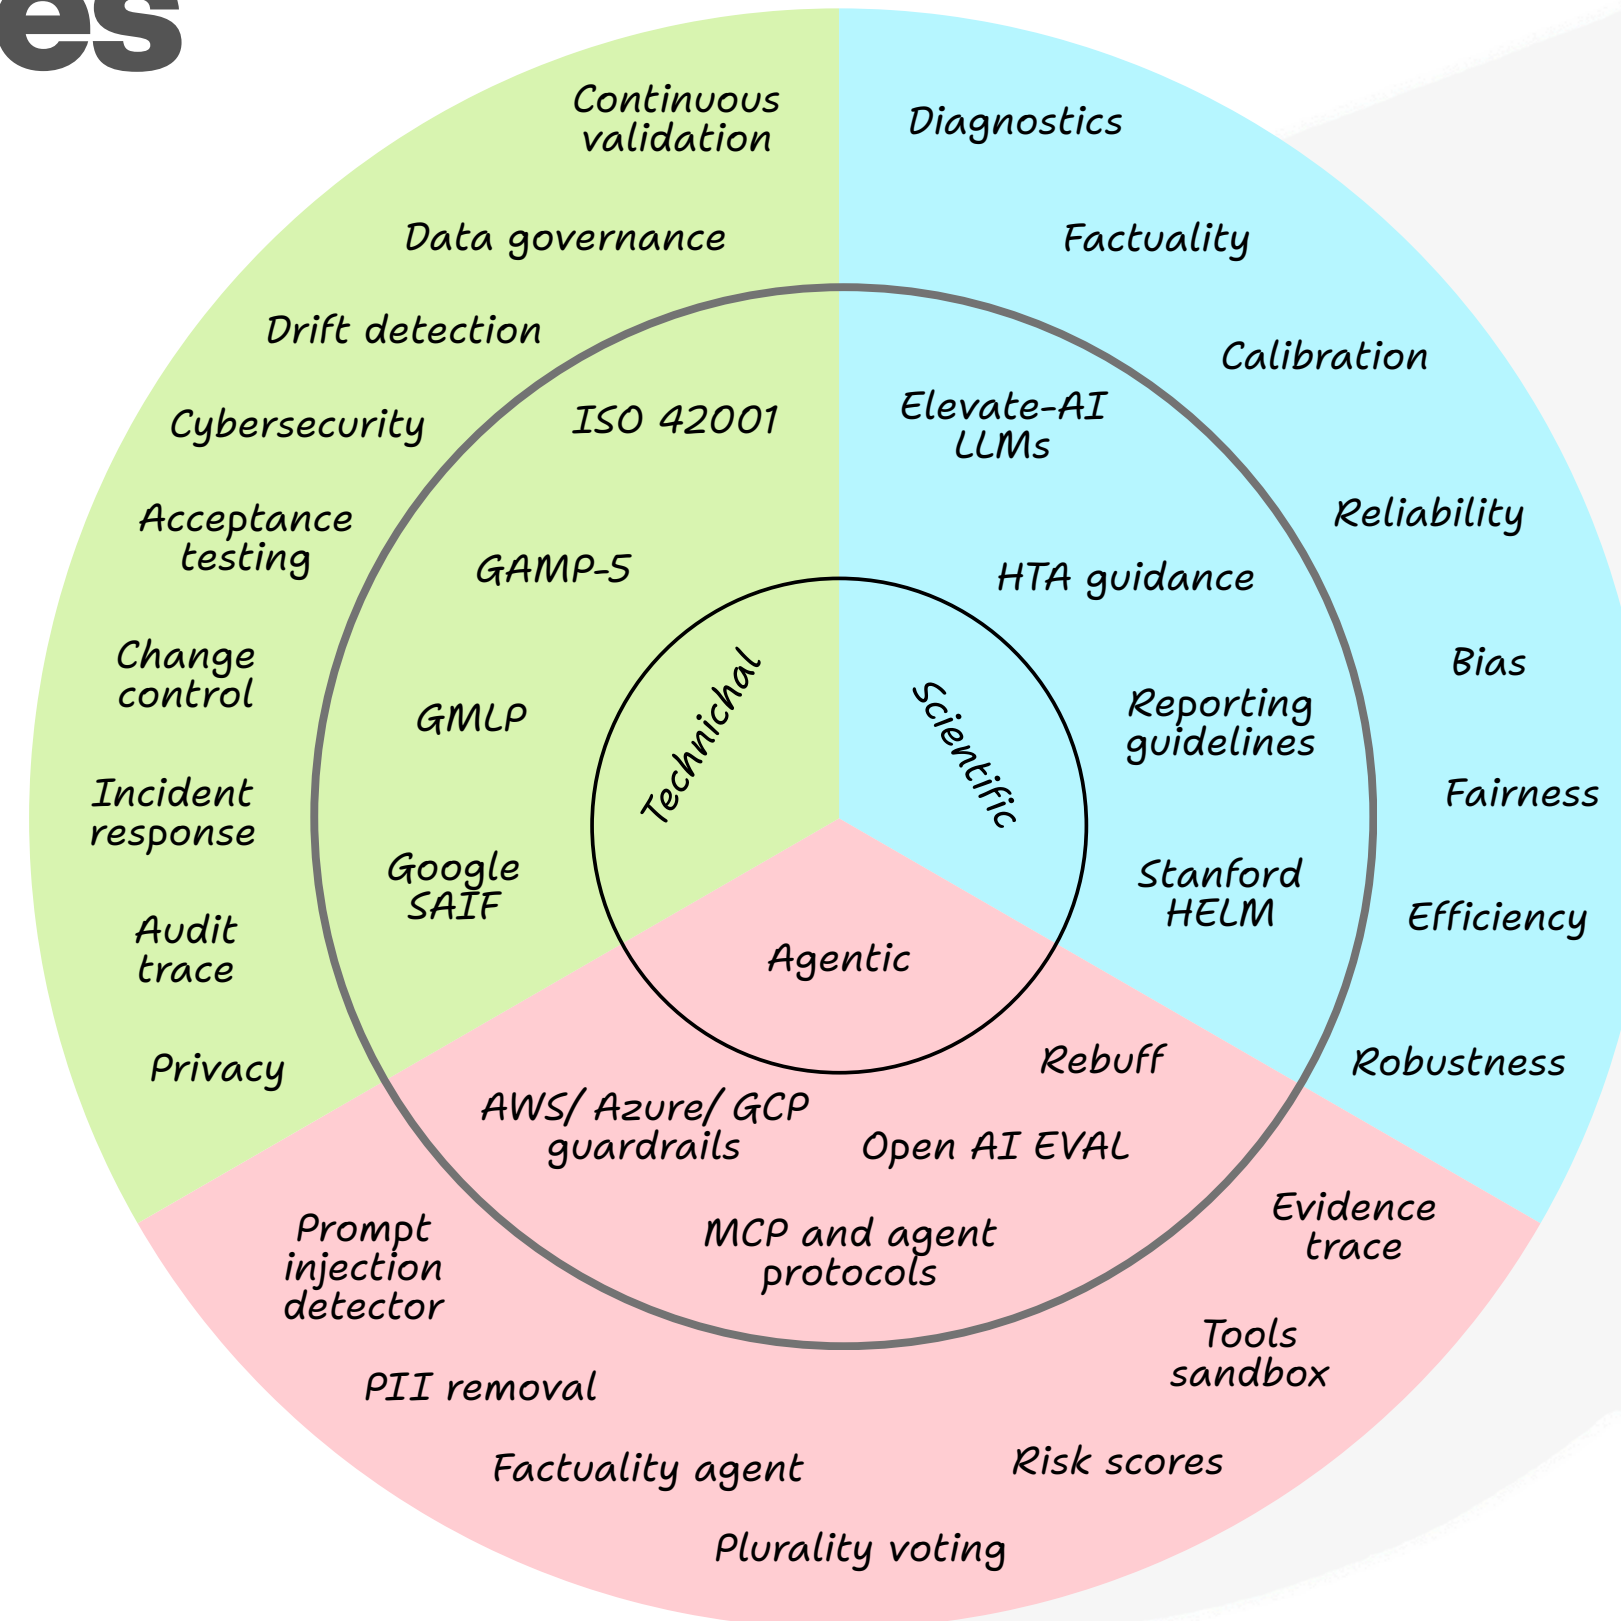 es
Continuous
validation
Data governance
Drift detection
Cybersecurity
Acceptance
testing
Change
control
Incident
response
Audit
trace
Privacy
ISO 42001
GAMP-5
GMLP
Google
SAIF
Technichal
Diagnostics
Factuality
Calibration
Reliability
Bias
Fairness
Efficiency
Robustness
Elevate-AI
LLMs
HTA guidance
Reporting
guidelines
Stanford
HELM
Scientific
Agentic
Rebuff
AWS/ Azure/ GCP
guardrails
Open AI EVAL
MCP and agent
protocols
Prompt
injection
detector
PII removal
Factuality agent
Plurality voting
Risk scores
Tools
sandbox
Evidence
trace